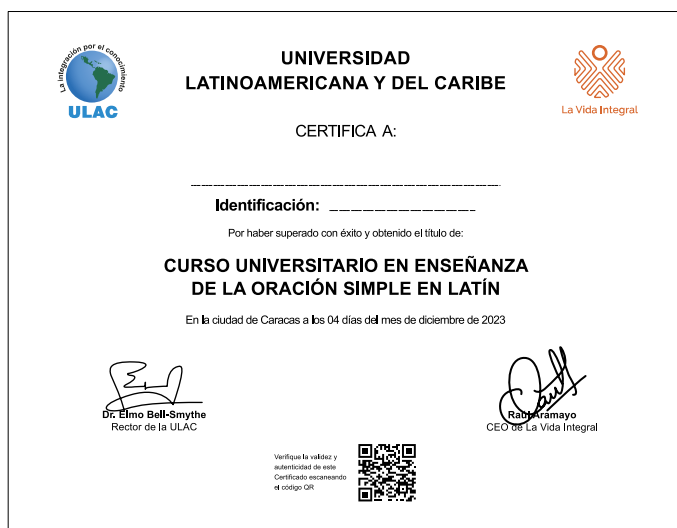 La integración por el conocimiento
ULAC
UNIVERSIDAD
LATINOAMERICANA Y DEL CARIBE
La Vida Integral
CERTIFICA A:
Identificación: ____________
Por haber superado con éxito y obtenido el título de:
CURSO UNIVERSITARIO EN ENSEÑANZA
DE LA ORACIÓN SIMPLE EN LATÍN
En la ciudad de Caracas a los 04 días del mes de diciembre de 2023
Dr. Elmo Bell-Smythe
Rector de la ULAC
Raúl Aramayo
CEO de La Vida Integral
Verifique la validez y
autenticidad de este
Certificado escaneando
el código QR